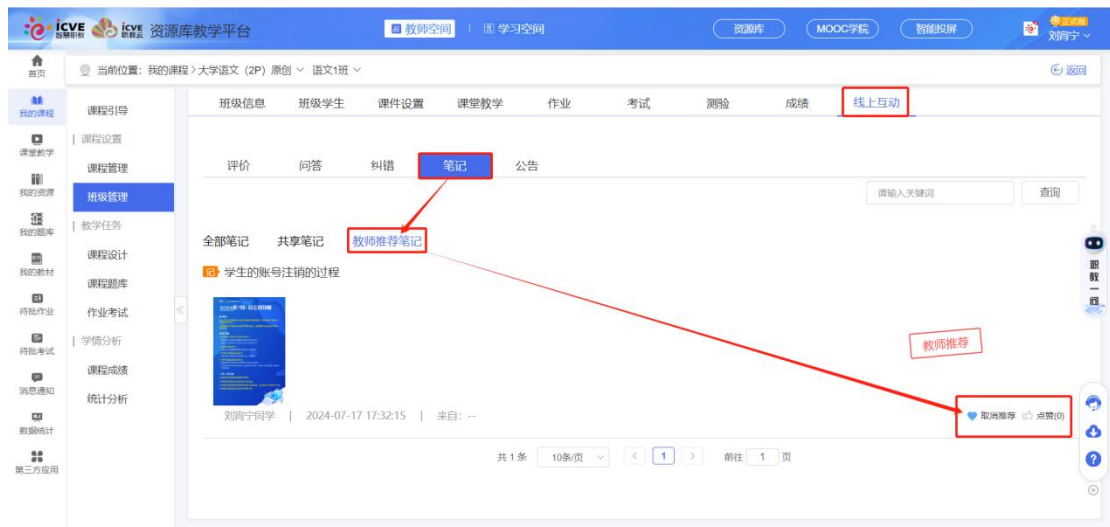 icve 智慧职教 icve 职教云 资源库教学平台 教师空间 学习空间 资源库 MOOC学院 智能投屏 正式版 刘宵宁
首页
当前位置：我的课程 > 大学语文（2P）原创 语文1班 返回
我的课程
课堂教学
我的资源
我的题库
我的教材
待批作业
待批考试
消息通知
数据统计
第三方应用
课程引导
课程设置
课程管理
班级管理
教学任务
课程设计
课程题库
作业考试
学情分析
课程成绩
统计分析
班级信息 班级学生 课件设置 课堂教学 作业 考试 测验 成绩 线上互动
评价 问答 纠错 笔记 公告
请输入关键词 查询
全部笔记 共享笔记 教师推荐笔记
记 学生的账号注销的过程
教师推荐
刘宵宁同学 | 2024-07-17 17:32:15 | 来自：--
取消推荐 点赞(0)
共 1 条 10条/页 < 1 > 前往 1 页
职教一问